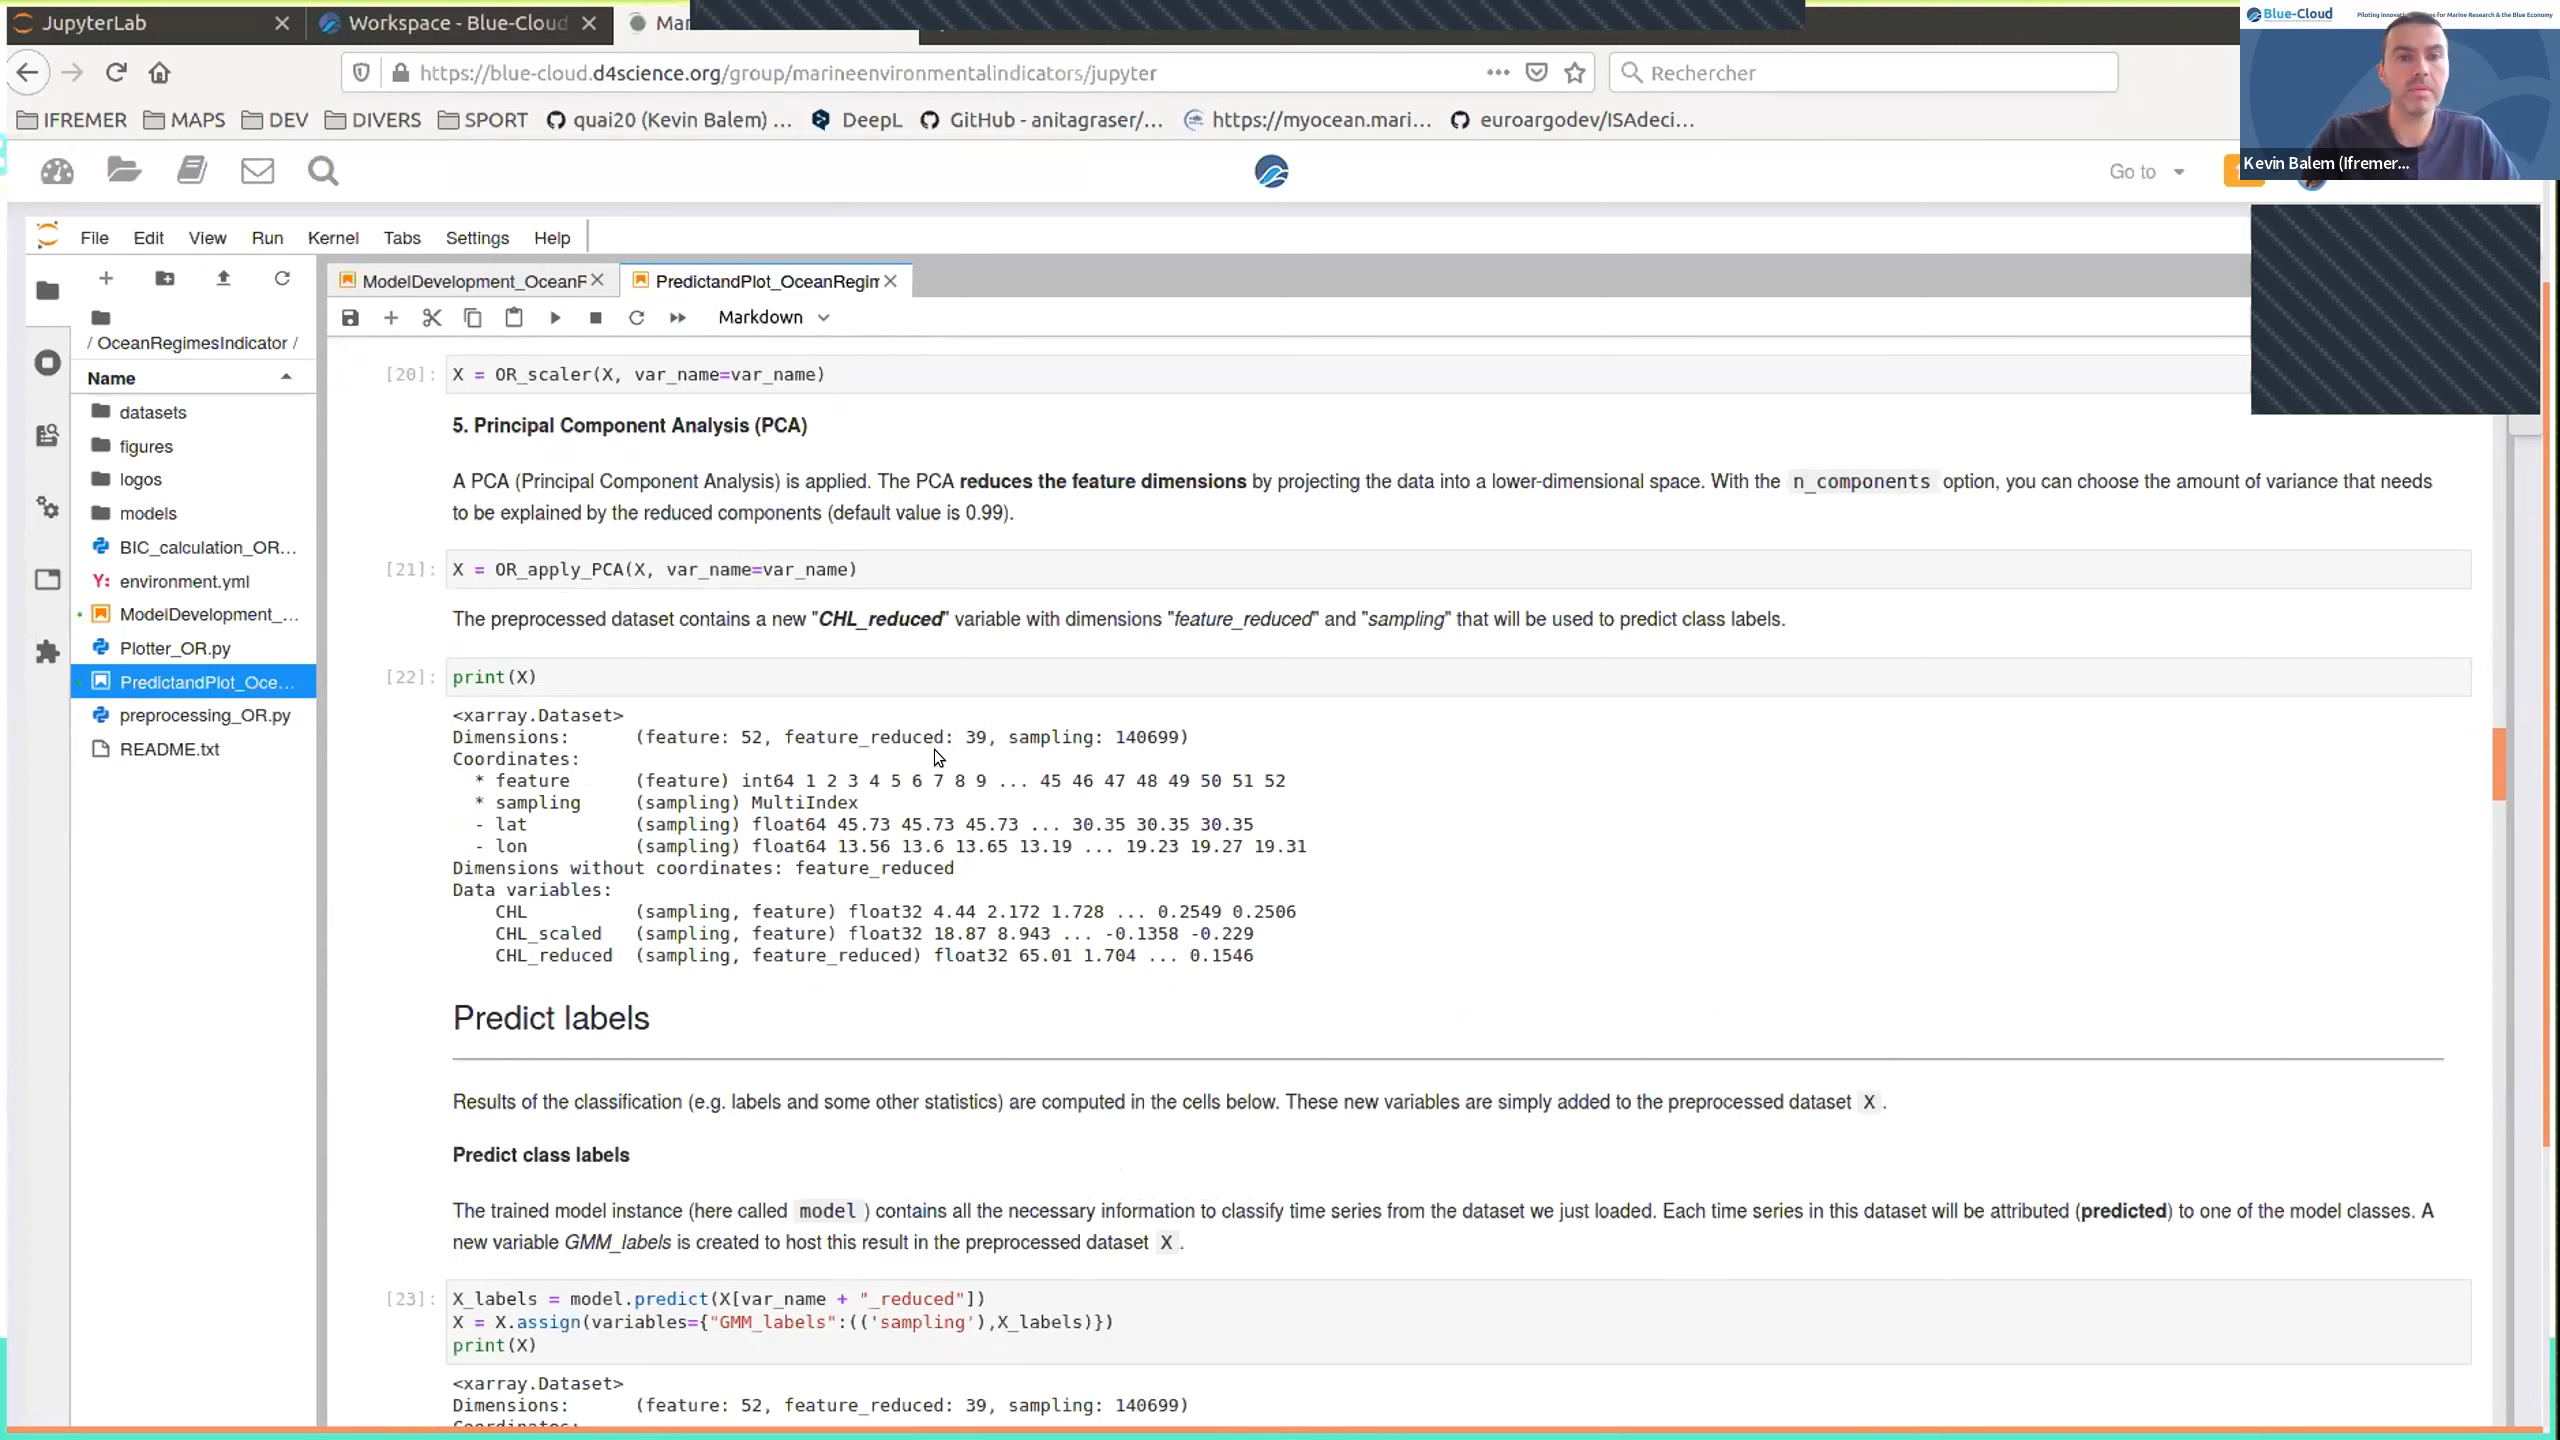 JupyterLab
Workspace - Blue-Cloud
https://blue-cloud.d4science.org/group/marineenvironmentalindicators/jupyter
Rechercher
IFREMER
MAPS
DEV
DIVERS
SPORT
quai20 (Kevin Balem) ...
DeepL
GitHub - anitagraser/...
https://myocean.mari...
euroargodev/ISAdeci...
Blue-Cloud
Kevin Balem (Ifremer...
Go to
File
Edit
View
Run
Kernel
Tabs
Settings
Help
ModelDevelopment_OceanF
PredictandPlot_OceanRegim
Markdown
/ OceanRegimesIndicator /
Name
datasets
figures
logos
models
BIC_calculation_OR...
environment.yml
ModelDevelopment_...
Plotter_OR.py
PredictandPlot_Oce...
preprocessing_OR.py
README.txt
[20]: X = OR_scaler(X, var_name=var_name)
5. Principal Component Analysis (PCA)
A PCA (Principal Component Analysis) is applied. The PCA reduces the feature dimensions by projecting the data into a lower-dimensional space. With the n_components option, you can choose the amount of variance that needs
to be explained by the reduced components (default value is 0.99).
[21]: X = OR_apply_PCA(X, var_name=var_name)
The preprocessed dataset contains a new "CHL_reduced" variable with dimensions "feature_reduced" and "sampling" that will be used to predict class labels.
[22]: print(X)
<xarray.Dataset>
Dimensions: (feature: 52, feature_reduced: 39, sampling: 140699)
Coordinates:
* feature (feature) int64 1 2 3 4 5 6 7 8 9 ... 45 46 47 48 49 50 51 52
* sampling (sampling) MultiIndex
- lat (sampling) float64 45.73 45.73 45.73 ... 30.35 30.35 30.35
- lon (sampling) float64 13.56 13.6 13.65 13.19 ... 19.23 19.27 19.31
Dimensions without coordinates: feature_reduced
Data variables:
CHL (sampling, feature) float32 4.44 2.172 1.728 ... 0.2549 0.2506
CHL_scaled (sampling, feature) float32 18.87 8.943 ... -0.1358 -0.229
CHL_reduced (sampling, feature_reduced) float32 65.01 1.704 ... 0.1546
Predict labels
Results of the classification (e.g. labels and some other statistics) are computed in the cells below. These new variables are simply added to the preprocessed dataset X .
Predict class labels
The trained model instance (here called model ) contains all the necessary information to classify time series from the dataset we just loaded. Each time series in this dataset will be attributed (predicted) to one of the model classes. A
new variable GMM_labels is created to host this result in the preprocessed dataset X .
[23]: X_labels = model.predict(X[var_name + "_reduced"])
X = X.assign(variables={"GMM_labels":(('sampling'),X_labels)})
print(X)
<xarray.Dataset>
Dimensions: (feature: 52, feature_reduced: 39, sampling: 140699)